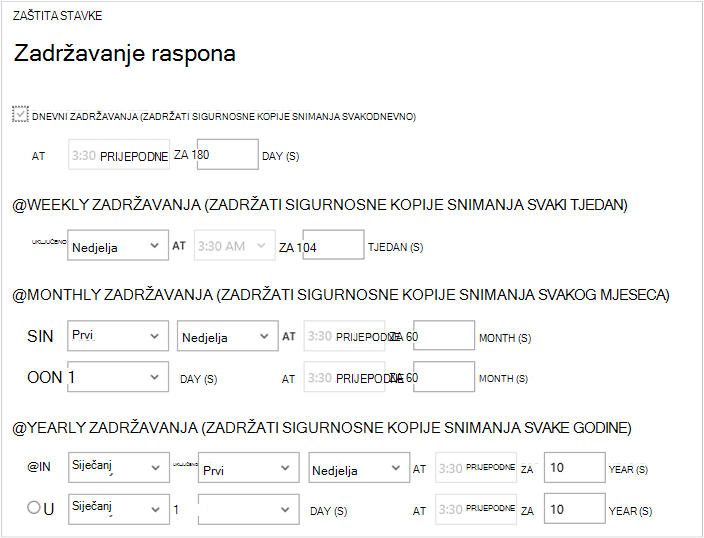 ZAŠTITA STAVKE
Zadržavanje raspona
DNEVNI ZADRŽAVANJA (ZADRŽATI SIGURNOSNE KOPIJE SNIMANJA SVAKODNEVNO)
AT 3:30 PRIJEPODNE ZA 180 DAY (S)
@WEEKLY ZADRŽAVANJA (ZADRŽATI SIGURNOSNE KOPIJE SNIMANJA SVAKI TJEDAN)
UKLJUČENO Nedjelja AT 3:30 AM ZA 104 TJEDAN (S)
@MONTHLY ZADRŽAVANJA (ZADRŽATI SIGURNOSNE KOPIJE SNIMANJA SVAKOG MJESECA)
SIN Prvi Nedjelja AT 3:30 PRIJEPODNE ZA 60 MONTH (S)
OON 1 DAY (S) AT 3:30 PRIJEPODNE ZA 60 MONTH (S)
@YEARLY ZADRŽAVANJA (ZADRŽATI SIGURNOSNE KOPIJE SNIMANJA SVAKE GODINE)
@IN Siječanj UKLJUČENO Prvi Nedjelja AT 3:30 PRIJEPODNE ZA 10 YEAR (S)
U Siječanj 1 DAY (S) AT 3:30 PRIJEPODNE ZA 10 YEAR (S)